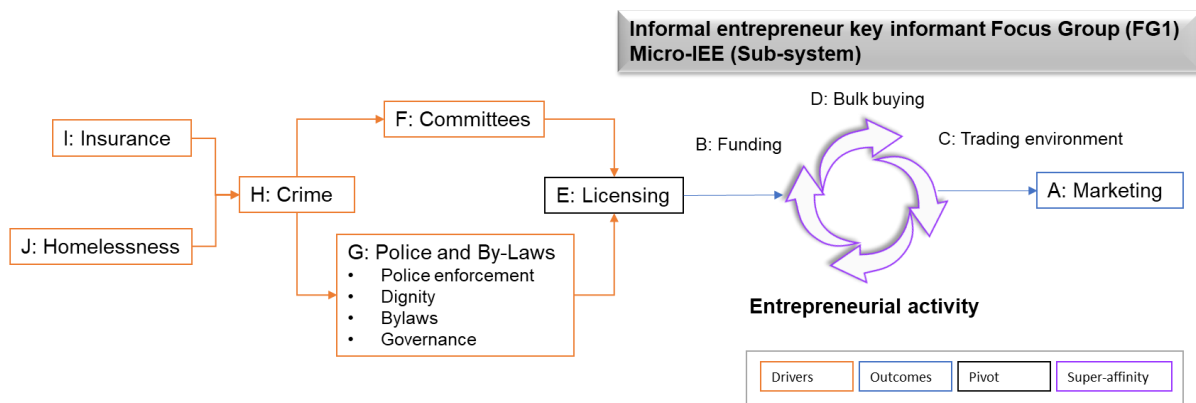 Informal entrepreneur key informant Focus Group (FG1)
Micro-IEE (Sub-system)
D: Bulk buying
F: Committees
I: Insurance
B: Funding
C: Trading environment
H: Crime
E: Licensing
A: Marketing
J: Homelessness
G: Police and By-Laws
• Police enforcement
• Dignity
• Bylaws
• Governance
Entrepreneurial activity
Drivers
Outcomes
Pivot
Super-affinity